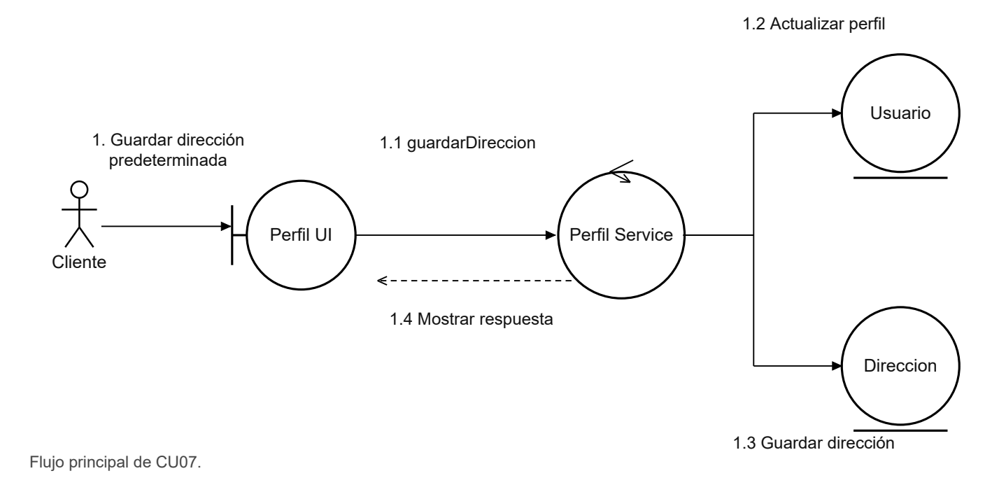 1.2 Actualizar perfil
Usuario
1. Guardar dirección
predeterminada
1.1 guardarDireccion
Cliente
Perfil UI
Perfil Service
1.4 Mostrar respuesta
Direccion
1.3 Guardar dirección
Flujo principal de CU07.